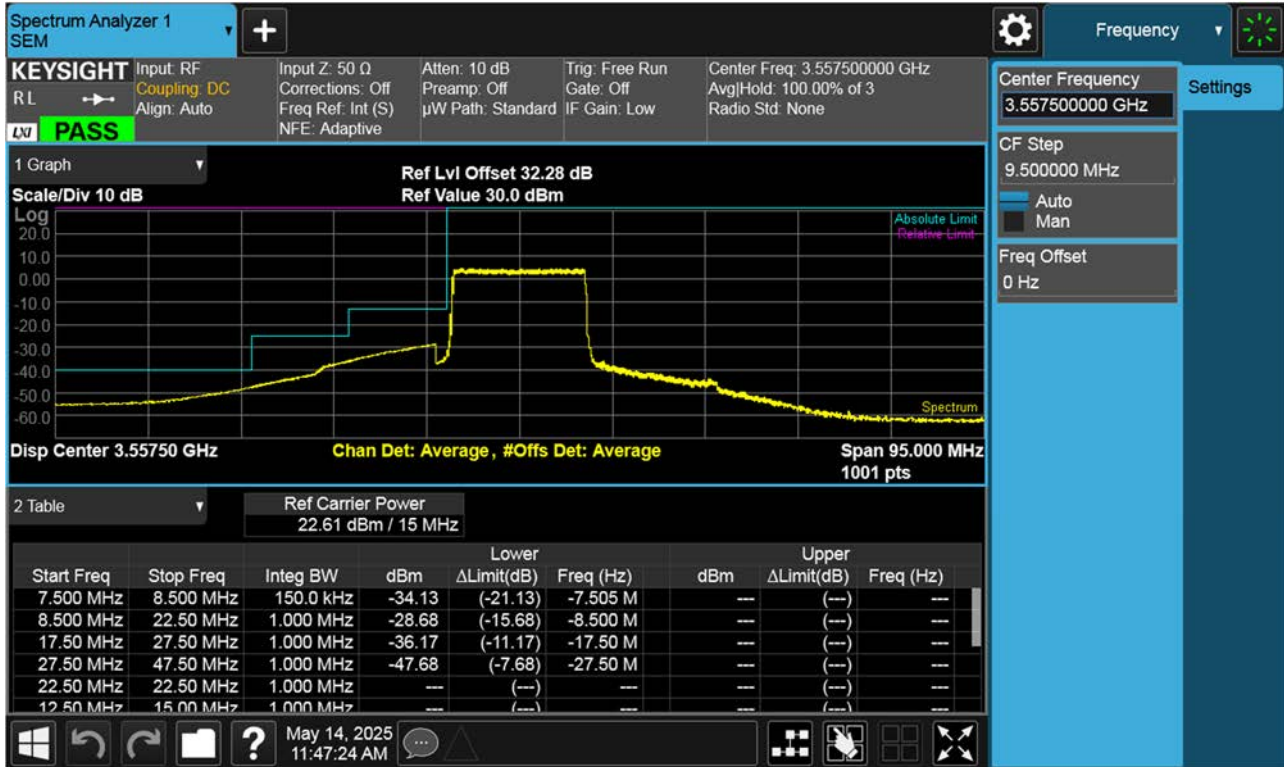 Spectrum Analyzer 1
SEM
Frequency
KEYSIGHT
R L
LXI
PASS
Input: RF
Coupling: DC
Align: Auto
Input Z: 50 Ω
Corrections: Off
Freq Ref: Int (S)
NFE: Adaptive
Atten: 10 dB
Preamp: Off
µW Path: Standard
Trig: Free Run
Gate: Off
IF Gain: Low
Center Freq: 3.557500000 GHz
Avg|Hold: 100.00% of 3
Radio Std: None
Center Frequency
3.557500000 GHz
Settings
CF Step
9.500000 MHz
Auto
Man
Freq Offset
0 Hz
1 Graph
Ref Lvl Offset 32.28 dB
Scale/Div 10 dB
Ref Value 30.0 dBm
Log
Absolute Limit
Relative Limit
20.0
10.0
0.00
-10.0
-20.0
-30.0
-40.0
-50.0
-60.0
Spectrum
Disp Center 3.55750 GHz
Chan Det: Average, #Offs Det: Average
Span 95.000 MHz
1001 pts
2 Table
Ref Carrier Power
22.61 dBm / 15 MHz
Lower Upper
Start Freq Stop Freq Integ BW dBm ΔLimit(dB) Freq (Hz) dBm ΔLimit(dB) Freq (Hz)
7.500 MHz 8.500 MHz 150.0 kHz -34.13 (-21.13) -7.505 M --- (---) ---
8.500 MHz 22.50 MHz 1.000 MHz -28.68 (-15.68) -8.500 M --- (---) ---
17.50 MHz 27.50 MHz 1.000 MHz -36.17 (-11.17) -17.50 M --- (---) ---
27.50 MHz 47.50 MHz 1.000 MHz -47.68 (-7.68) -27.50 M --- (---) ---
22.50 MHz 22.50 MHz 1.000 MHz --- (---) --- --- (---) ---
12.50 MHz 15.00 MHz 1.000 MHz --- (---) --- --- (---) ---
May 14, 2025
11:47:24 AM